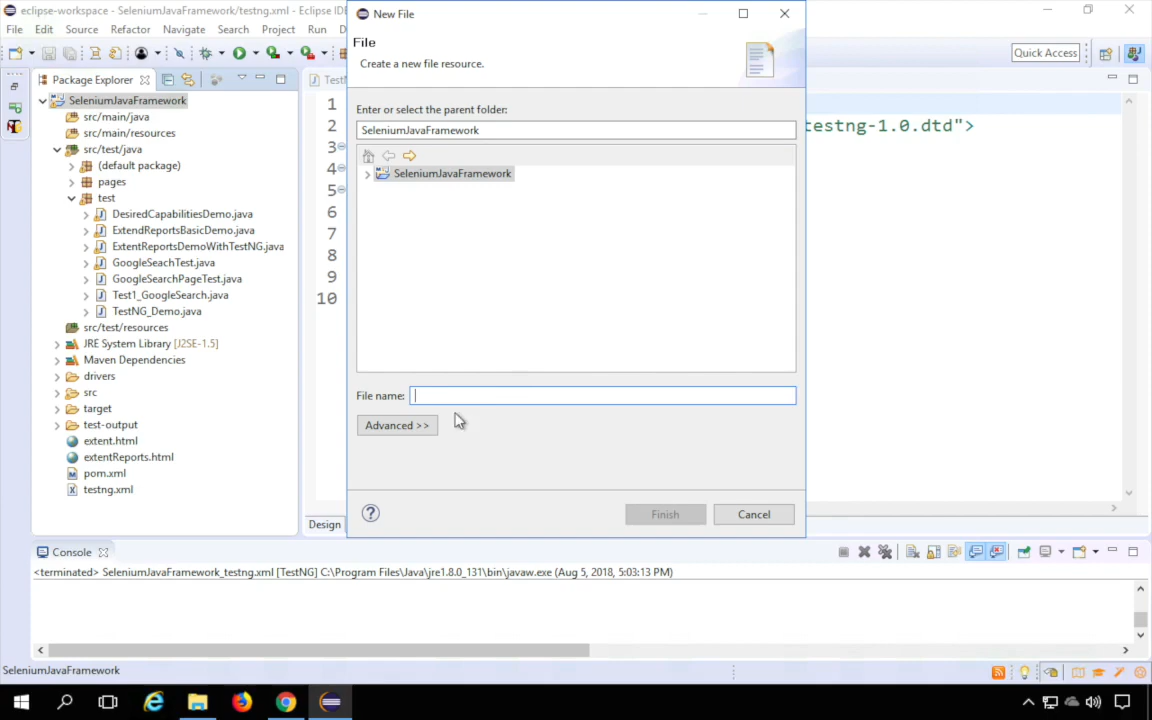 eclipse-workspace - SeleniumJavaFramework/testng.xml - Eclipse ID
File Edit Source Refactor Navigate Search Project Run
Quick Access
Package Explorer
SeleniumJavaFramework
src/main/java
src/main/resources
src/test/java
(default package)
pages
test
DesiredCapabilitiesDemo.java
ExtendReportsBasicDemo.java
ExtentReportsDemoWithTestNG.java
GoogleSeachTest.java
GoogleSearchPageTest.java
Test1_GoogleSearch.java
TestNG_Demo.java
src/test/resources
JRE System Library [J2SE-1.5]
Maven Dependencies
drivers
src
target
test-output
extent.html
extentReports.html
pom.xml
testng.xml
1
2
3
4
5
6
7
8
9
10
testng-1.0.dtd">
Design
New File
File
Create a new file resource.
Enter or select the parent folder:
SeleniumJavaFramework
SeleniumJavaFramework
File name:
Advanced >>
Finish
Cancel
Console
<terminated> SeleniumJavaFramework_testng.xml [TestNG] C:\Program Files\Java\jre1.8.0_131\bin\javaw.exe (Aug 5, 2018, 5:03:13 PM)
SeleniumJavaFramework